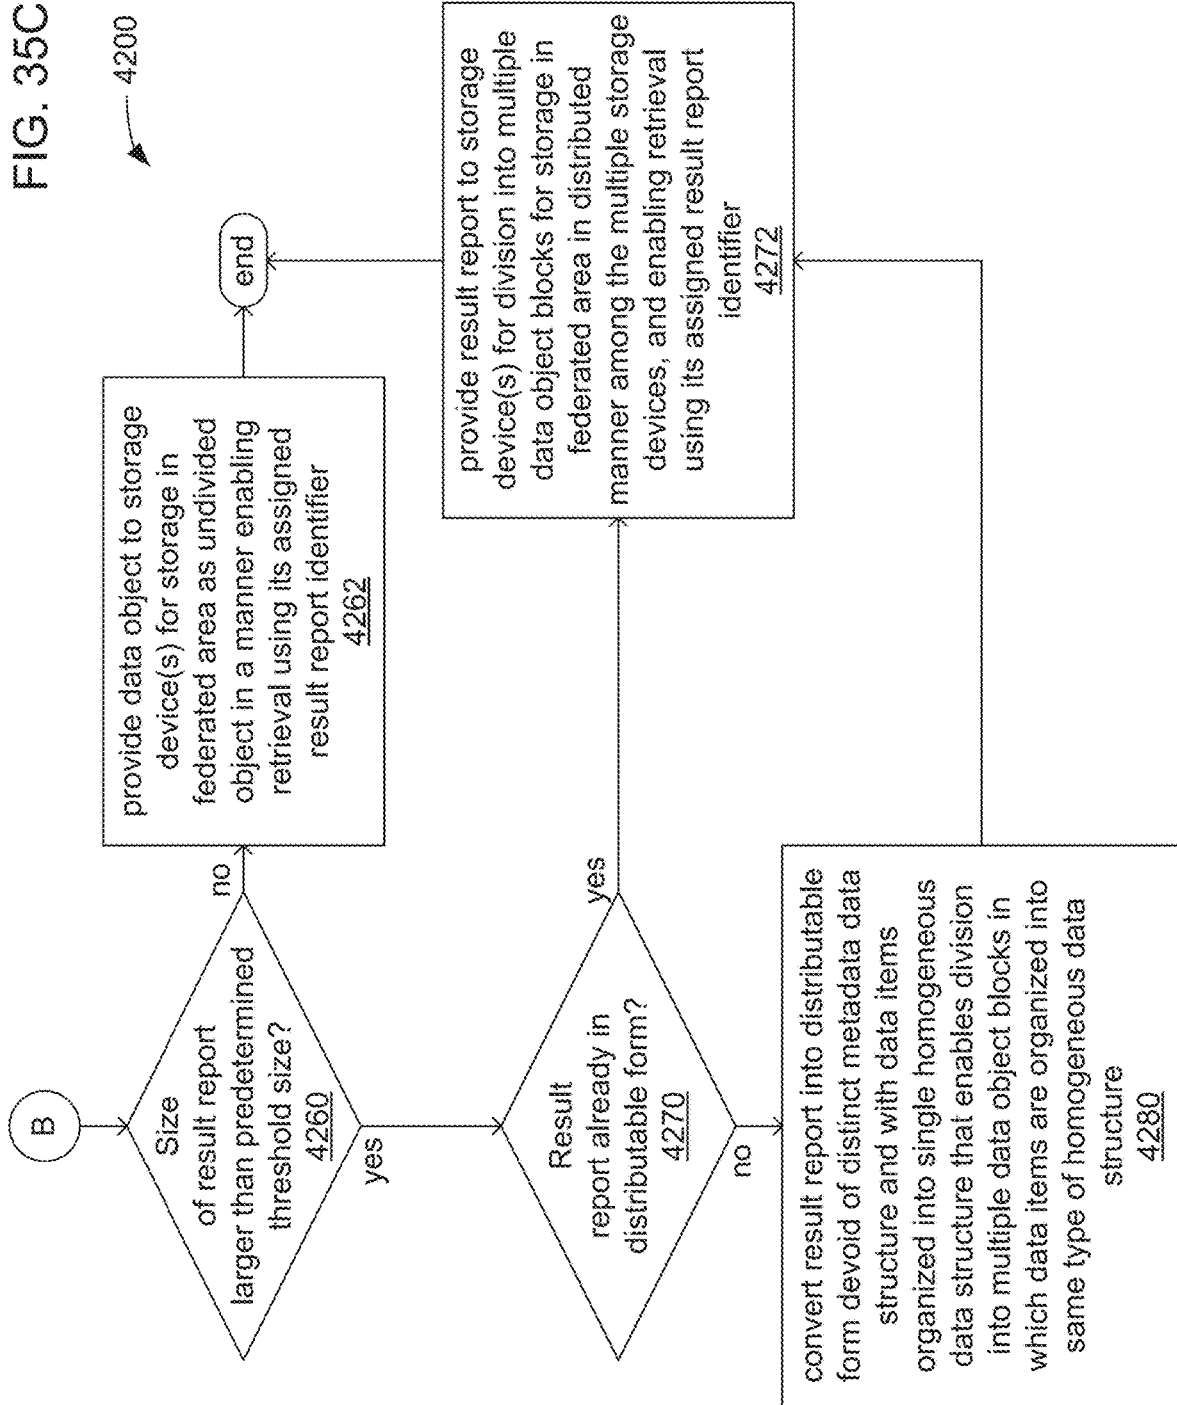 FIG. 35C
4200
B
Size
of result report
larger than predetermined
threshold size?
4260
no
yes
provide data object to storage
device(s) for storage in
federated area as undivided
object in a manner enabling
retrieval using its assigned
result report identifier
4262
end
Result
report already in
distributable form?
4270
yes
no
provide result report to storage
device(s) for division into multiple
data object blocks for storage in
federated area in distributed
manner among the multiple storage
devices, and enabling retrieval
using its assigned result report
identifier
4272
convert result report into distributable
form devoid of distinct metadata data
structure and with data items
organized into single homogeneous
data structure that enables division
into multiple data object blocks in
which data items are organized into
same type of homogeneous data
structure
4280